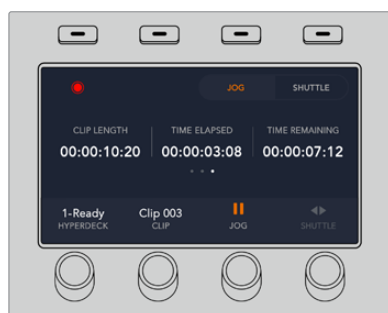 JOG SHUTTLE
CLIP LENGTH TIME ELAPSED TIME REMAINING
00:00:10:20 00:00:03:08 00:00:07:12
1-Ready Clip 003
HYPERDECK CLIP JOG SHUTTLE